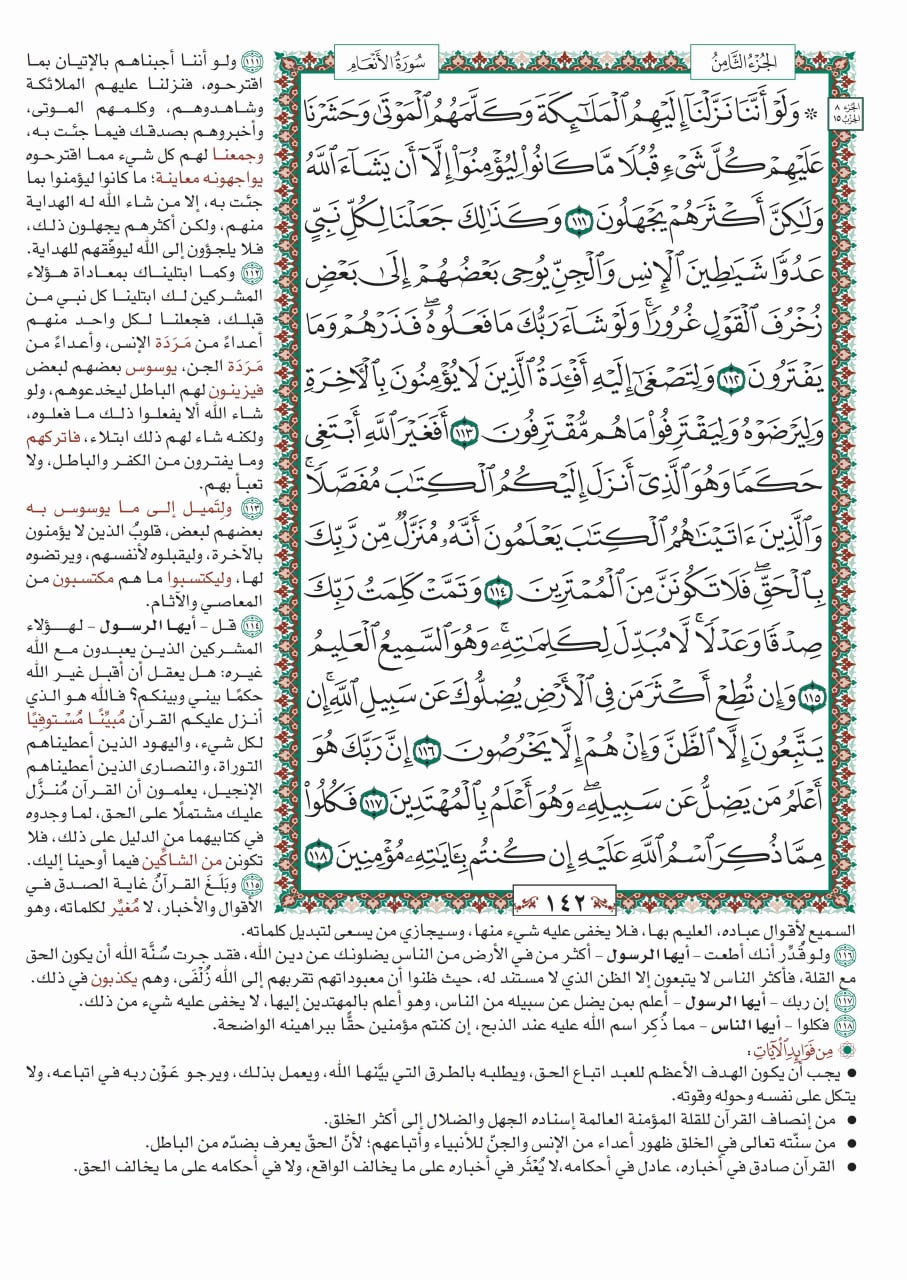 الجُزْءُ الثَّامِنُ
سُورَةُ الأَنْعَامِ
الجزء ٨
الحزب ١٥
۞ وَلَوْ أَنَّنَا نَزَّلْنَآ إِلَيْهِمُ ٱلْمَلَٰٓئِكَةَ وَكَلَّمَهُمُ ٱلْمَوْتَىٰ وَحَشَرْنَا
عَلَيْهِمْ كُلَّ شَىْءٍ قُبُلًا مَّا كَانُوا۟ لِيُؤْمِنُوٓا۟ إِلَّآ أَن يَشَآءَ ٱللَّهُ
وَلَٰكِنَّ أَكْثَرَهُمْ يَجْهَلُونَ ١١١ وَكَذَٰلِكَ جَعَلْنَا لِكُلِّ نَبِىٍّ
عَدُوًّا شَيَٰطِينَ ٱلْإِنسِ وَٱلْجِنِّ يُوحِى بَعْضُهُمْ إِلَىٰ بَعْضٍ
زُخْرُفَ ٱلْقَوْلِ غُرُورًا ۚ وَلَوْ شَآءَ رَبُّكَ مَا فَعَلُوهُ ۖ فَذَرْهُمْ وَمَا
يَفْتَرُونَ ١١٢ وَلِتَصْغَىٰٓ إِلَيْهِ أَفْـِٔدَةُ ٱلَّذِينَ لَا يُؤْمِنُونَ بِٱلْـَٔاخِرَةِ
وَلِيَرْضَوْهُ وَلِيَقْتَرِفُوا۟ مَا هُم مُّقْتَرِفُونَ ١١٣ أَفَغَيْرَ ٱللَّهِ أَبْتَغِى
حَكَمًا وَهُوَ ٱلَّذِىٓ أَنزَلَ إِلَيْكُمُ ٱلْكِتَٰبَ مُفَصَّلًا ۚ
وَٱلَّذِينَ ءَاتَيْنَٰهُمُ ٱلْكِتَٰبَ يَعْلَمُونَ أَنَّهُۥ مُنَزَّلٌ مِّن رَّبِّكَ
بِٱلْحَقِّ ۖ فَلَا تَكُونَنَّ مِنَ ٱلْمُمْتَرِينَ ١١٤ وَتَمَّتْ كَلِمَتُ رَبِّكَ
صِدْقًا وَعَدْلًا ۚ لَّا مُبَدِّلَ لِكَلِمَٰتِهِۦ ۚ وَهُوَ ٱلسَّمِيعُ ٱلْعَلِيمُ
١١٥ وَإِن تُطِعْ أَكْثَرَ مَن فِى ٱلْأَرْضِ يُضِلُّوكَ عَن سَبِيلِ ٱللَّهِ ۚ إِن
يَتَّبِعُونَ إِلَّا ٱلظَّنَّ وَإِنْ هُمْ إِلَّا يَخْرُصُونَ ١١٦ إِنَّ رَبَّكَ هُوَ
أَعْلَمُ مَن يَضِلُّ عَن سَبِيلِهِۦ ۖ وَهُوَ أَعْلَمُ بِٱلْمُهْتَدِينَ ١١٧ فَكُلُوا۟
مِمَّا ذُكِرَ ٱسْمُ ٱللَّهِ عَلَيْهِ إِن كُنتُم بِـَٔايَٰتِهِۦ مُؤْمِنِينَ ١١٨
١٤٢
١١١ ولـو أننـا أجبناهـم بالإتيـان بمـا
اقترحوه، فنزلنـا عليهـم الملائكـة
وشـاهدوهم، وكلمـهم الموتى،
وأخبروهم بصدقك فيما جئت به،
وجمعنـا لهم كل شيء مما اقترحوه
يواجهونه معاينة؛ ما كانوا ليؤمنوا بما
جئت به، إلا من شاء الله له الهداية
منهم، ولكن أكثرهم يجهلون ذلك،
فلا يلجؤون إلى الله ليوفّقهم للهداية.
١١٢ وكما ابتليناك بمعاداة هؤلاء
المشركين لك ابتلينا كل نبي من
قبلك، فجعلنا لكل واحد منهم
أعداءً من مَرَدَة الإنس، وأعداءً من
مَرَدَة الجن، يوسوس بعضهم لبعض
فيزينون لهم الباطل ليخدعوهم، ولو
شاء الله ألا يفعلوا ذلك ما فعلوه،
ولكنه شاء لهم ذلك ابتلاء، فاتركهم
وما يفترون من الكفر والباطل، ولا
تعبأ بهم.
١١٣ ولِتَميل إلى ما يوسوس به
بعضهم لبعض، قلوبُ الذين لا يؤمنون
بالآخرة، وليقبلوه لأنفسهم، ويرتضوه
لها، وليكتسبوا ما هم مكتسبون من
المعاصي والآثام.
١١٤ قل - أيها الرسول - لهؤلاء
المشركين الذين يعبدون مع الله
غيره: هل يعقل أن أقبل غير الله
حكمًا بيني وبينكم؟ فالله هو الذي
أنزل عليكم القرآن مُبيِّنًا مُسْتوفِيًا
لكل شيء، واليهود الذين أعطيناهم
التوراة، والنصارى الذين أعطيناهم
الإنجيل، يعلمون أن القرآن مُنزَّل
عليك مشتملًا على الحق، لما وجدوه
في كتابيهما من الدليل على ذلك، فلا
تكونن من الشاكِّين فيما أوحينا إليك.
١١٥ وبَلَغَ القرآنُ غاية الصدق في
الأقوال والأخبار، لا مُغيِّر لكلماته، وهو
السميع لأقوال عباده، العليم بها، فلا يخفى عليه شيء منها، وسيجازي من يسعى لتبديل كلماته.
١١٦ ولو قُدِّر أنك أطعت - أيها الرسول - أكثر من في الأرض من الناس يضلونك عن دين الله، فقد جرت سُنَّة الله أن يكون الحق
مع القلة، فأكثر الناس لا يتبعون إلا الظن الذي لا مستند له، حيث ظنوا أن معبوداتهم تقربهم إلى الله زُلْفَى، وهم يكذبون في ذلك.
١١٧ إن ربك - أيها الرسول - أعلم بمن يضل عن سبيله من الناس، وهو أعلم بالمهتدين إليها، لا يخفى عليه شيء من ذلك.
١١٨ فكلوا - أيها الناس - مما ذُكِر اسم الله عليه عند الذبح، إن كنتم مؤمنين حقًّا ببراهينه الواضحة.
مِن فَوَائِدِ الآيَاتِ:
• يجب أن يكون الهدف الأعظم للعبد اتباع الحق، ويطلبه بالطرق التي بيَّنها الله، ويعمل بذلك، ويرجو عَوْن ربه في اتباعه، ولا
يتكل على نفسه وحوله وقوته.
• من إنصاف القرآن للقلة المؤمنة العالمة إسناده الجهل والضلال إلى أكثر الخلق.
• من سنّته تعالى في الخلق ظهور أعداء من الإنس والجنّ للأنبياء وأتباعهم؛ لأنّ الحقّ يعرف بضدّه من الباطل.
• القرآن صادق في أخباره، عادل في أحكامه، لا يُعْثَر في أخباره على ما يخالف الواقع، ولا في أحكامه على ما يخالف الحق.